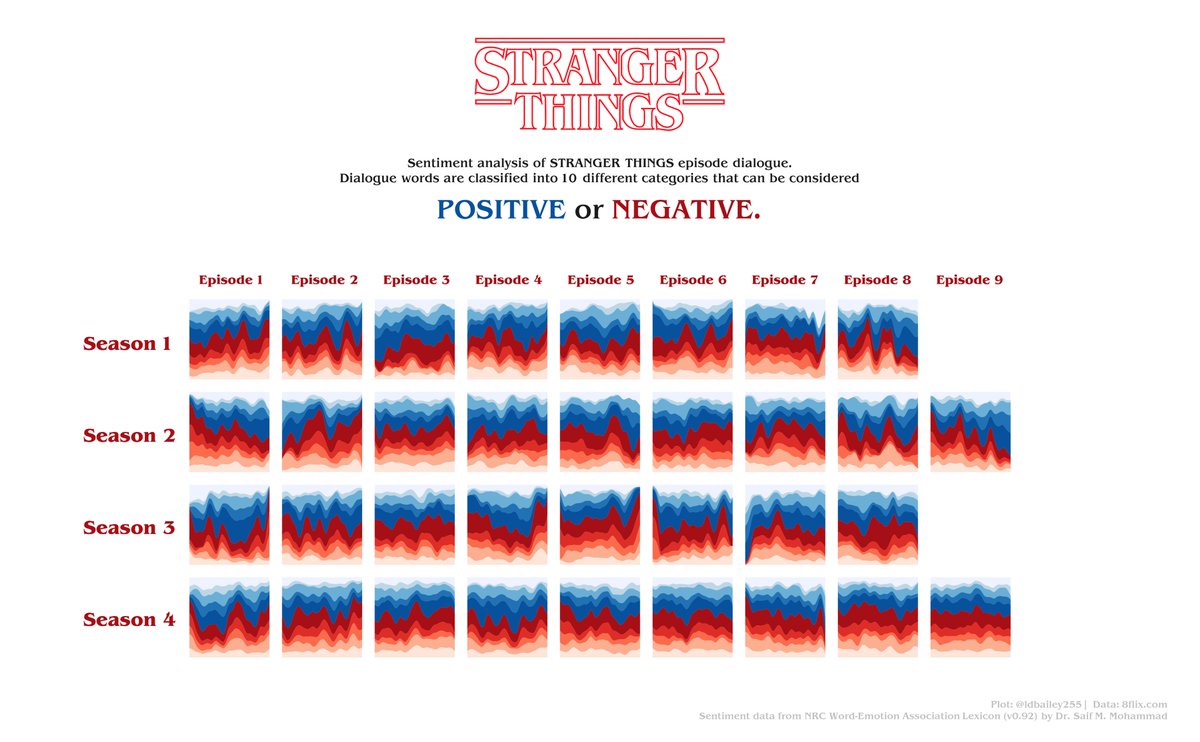 STRANGER
THINGS
Sentiment analysis of STRANGER THINGS episode dialogue.
Dialogue words are classified into 10 different categories that can be considered
POSITIVE or NEGATIVE.
Episode 1 Episode 2 Episode 3 Episode 4 Episode 5 Episode 6 Episode 7 Episode 8 Episode 9
Season 1
Season 2
Season 3
Season 4
Plot: @ldbailey255 | Data: 8flix.com
Sentiment data from NRC Word-Emotion Association Lexicon (v0.92) by Dr. Saif M. Mohammad